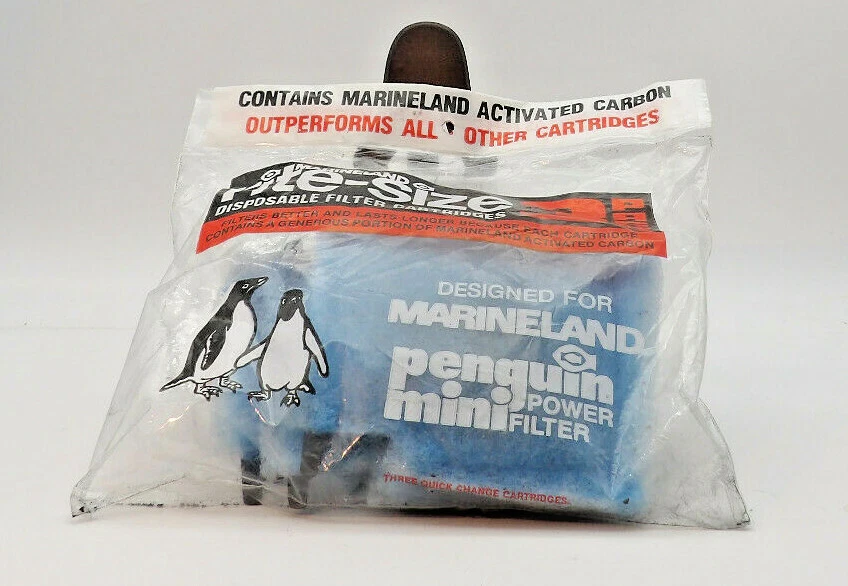 CONTAINS MARINELAND ACTIVATED CARBON
OUTPERFORMS ALL OTHER CARTRIDGES
MARINELAND
rite-size
DISPOSABLE FILTER CARTRIDGES
FILTERS BETTER AND LASTS LONGER BECAUSE EACH CARTRIDGE
CONTAINS A GENEROUS PORTION OF MARINELAND ACTIVATED CARBON
DESIGNED FOR
MARINELAND
penguin
mini POWER
FILTER
THREE QUICK CHANGE CARTRIDGES